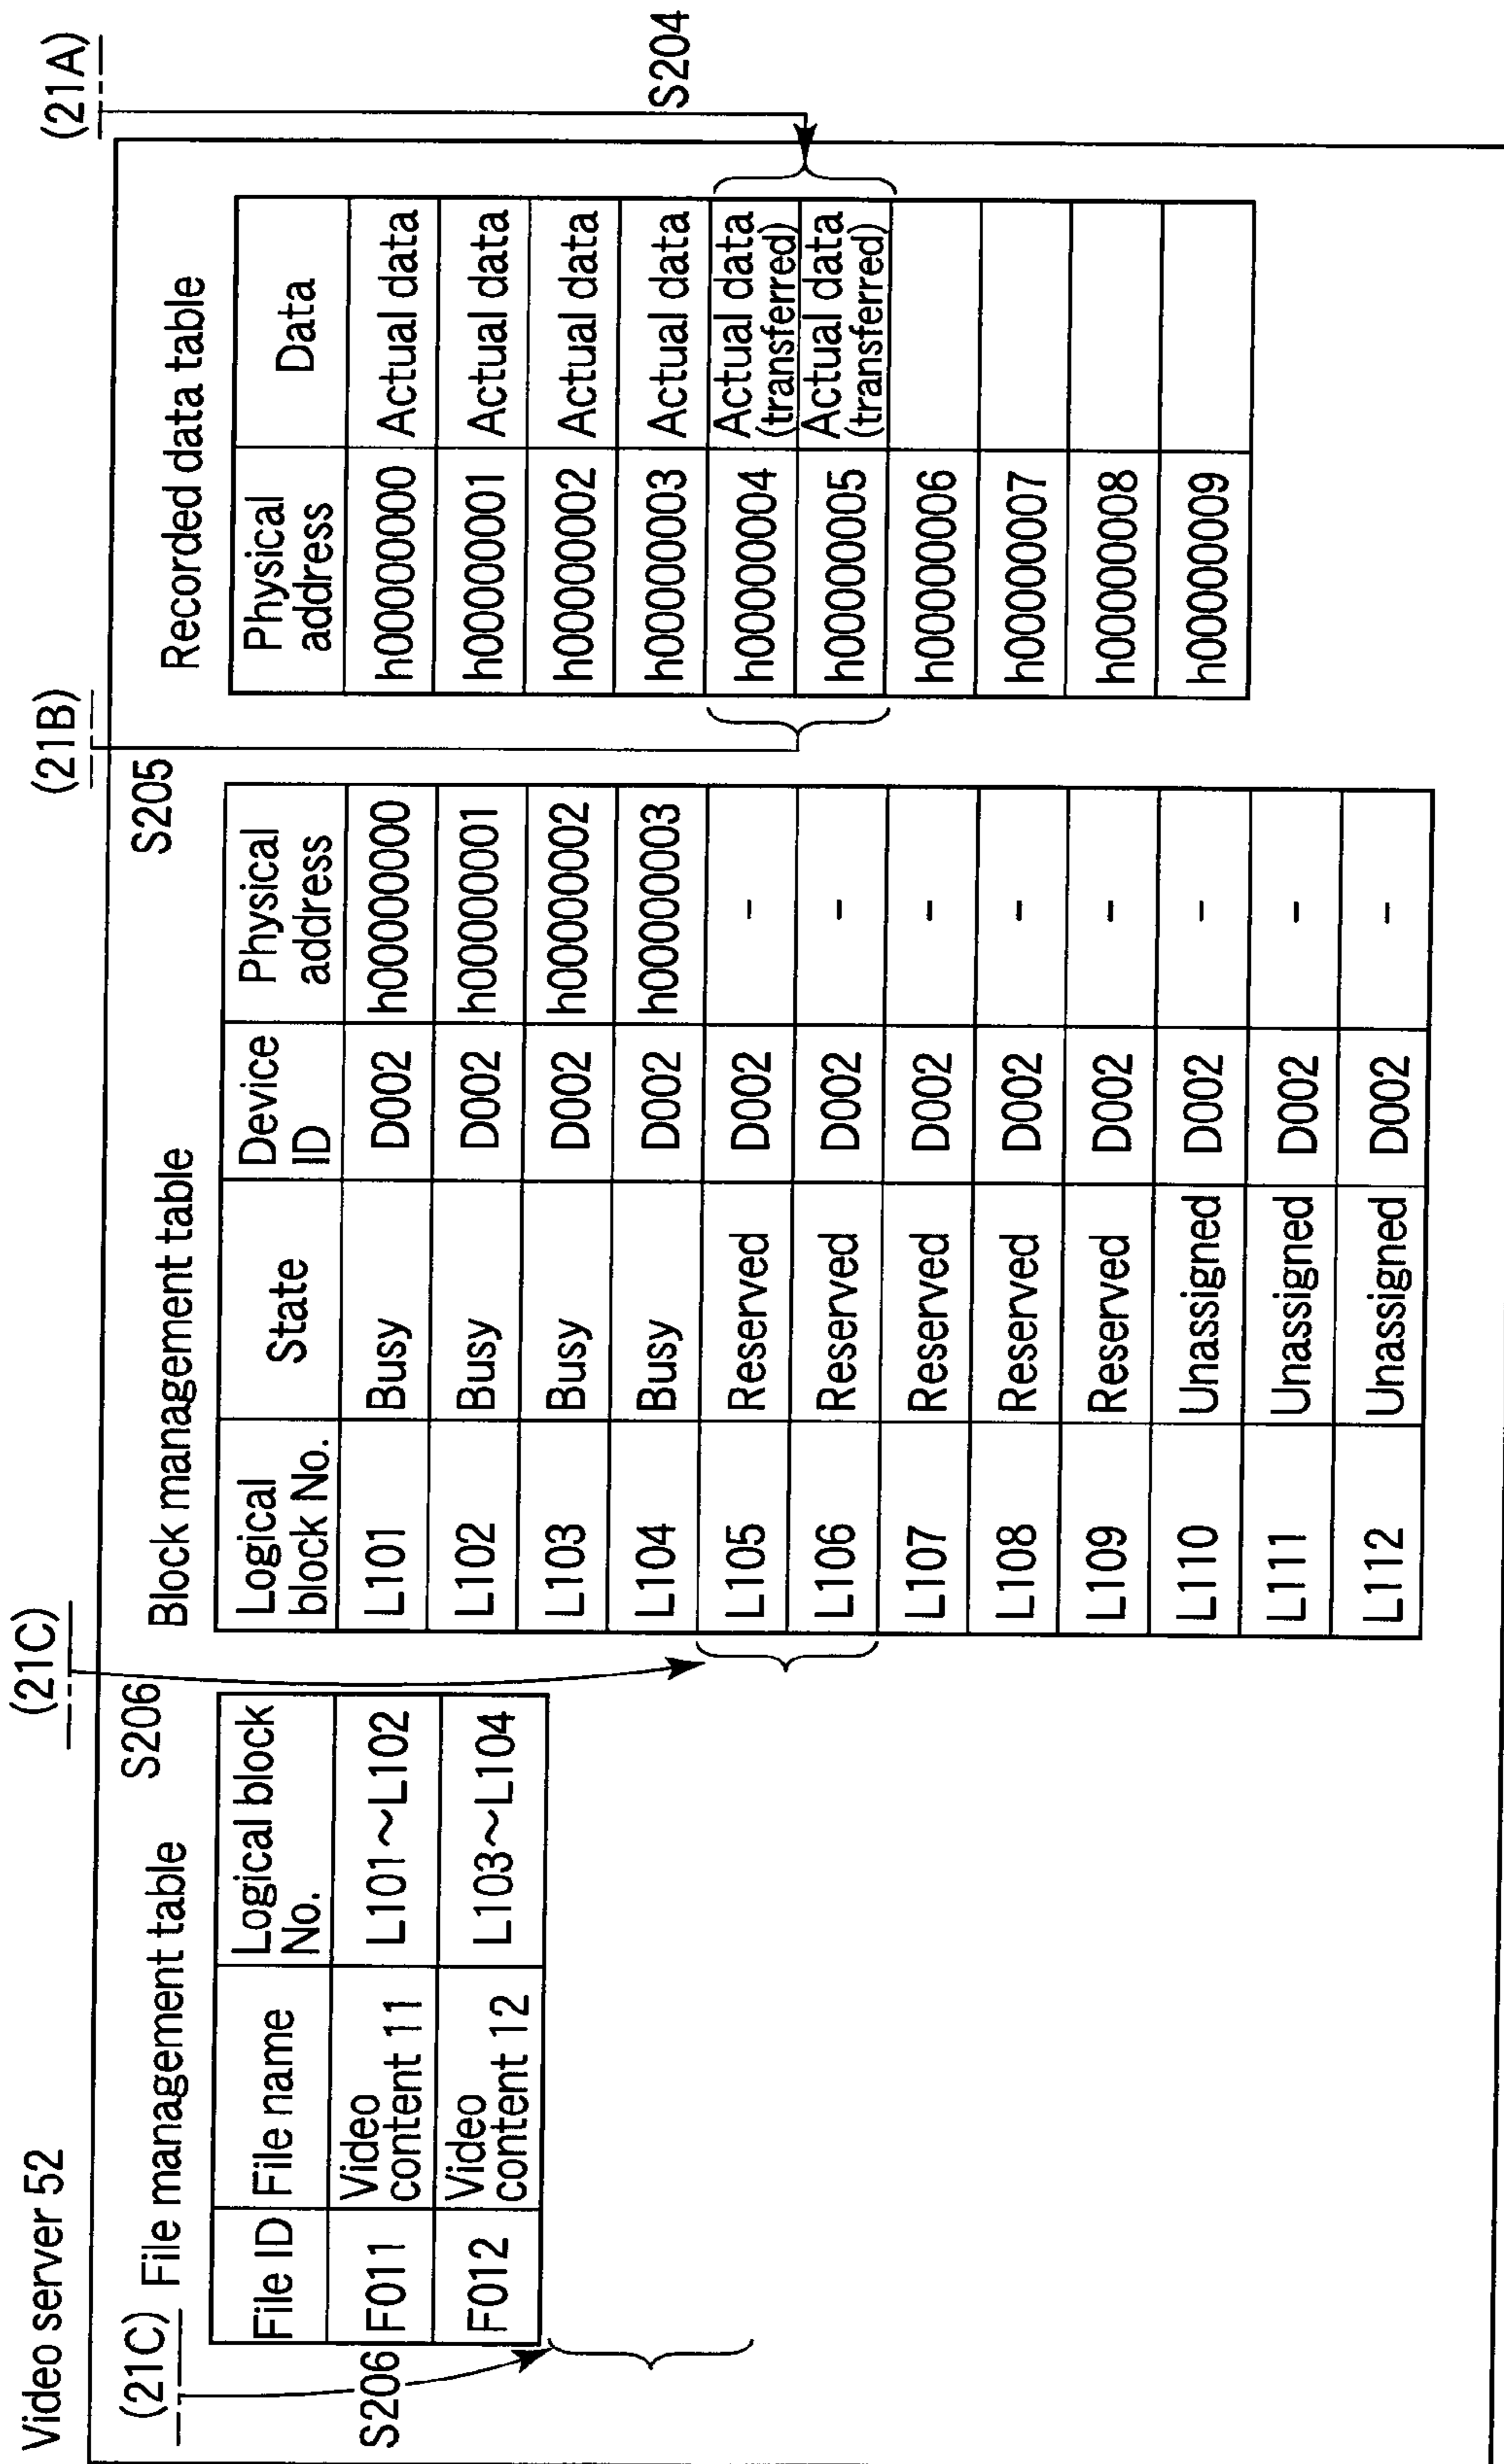 Video server 52
(21C)
(21B)
(21A)
(21C) File management table
S206
Block management table
S205
Recorded data table
File ID File name Logical block No.
F011 Video content 11 L101~L102
F012 Video content 12 L103~L104
S206
Logical block No. State Device ID Physical address
L101 Busy D002 h00000000
L102 Busy D002 h00000001
L103 Busy D002 h00000002
L104 Busy D002 h00000003
L105 Reserved D002 -
L106 Reserved D002 -
L107 Reserved D002 -
L108 Reserved D002 -
L109 Reserved D002 -
L110 Unassigned D002 -
L111 Unassigned D002 -
L112 Unassigned D002 -
Physical address Data
h00000000 Actual data
h00000001 Actual data
h00000002 Actual data
h00000003 Actual data
h00000004 Actual data (transferred)
h00000005 Actual data (transferred)
h00000006
h00000007
h00000008
h00000009
S204